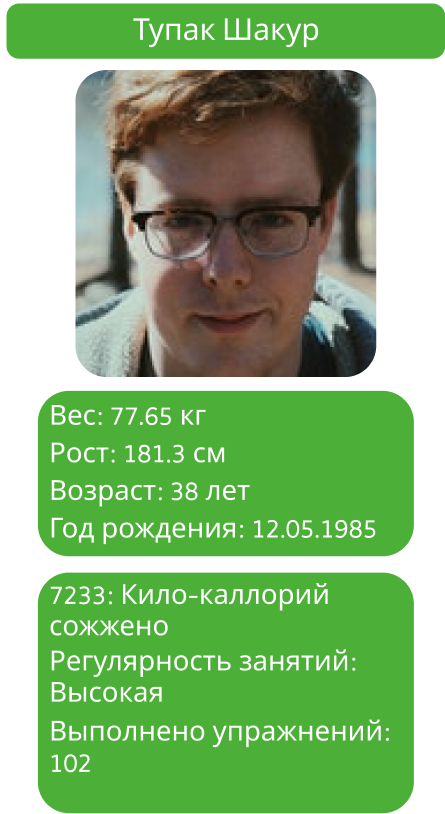 Тупак Шакур
Вес: 77.65 кг
Рост: 181.3 см
Возраст: 38 лет
Год рождения: 12.05.1985
7233: Кило-каллорий
сожжено
Регулярность занятий:
Высокая
Выполнено упражнений:
102